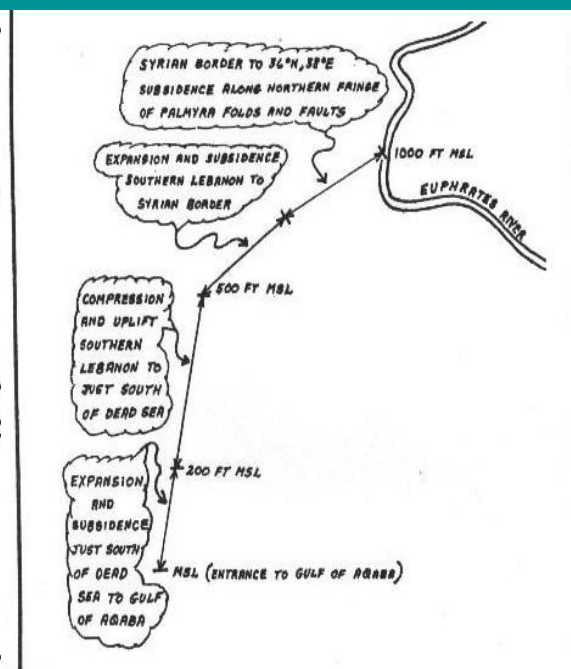 SYRIAN BORDER TO 36°N, 38°E
SUBSIDENCE ALONG NORTHERN FRINGE
OF PALMYRA FOLDS AND FAULTS
EXPANSION AND SUBSIDENCE
SOUTHERN LEBANON TO
SYRIAN BORDER
1000 FT MSL
EUPHRATES RIVER
500 FT MSL
COMPRESSION
AND UPLIFT
SOUTHERN
LEBANON TO
JUST SOUTH
OF DEAD SEA
200 FT MSL
EXPANSION
AND
SUBSIDENCE
JUST SOUTH
OF DEAD
SEA TO GULF
OF AQABA
MSL (ENTRANCE TO GULF OF AQABA)